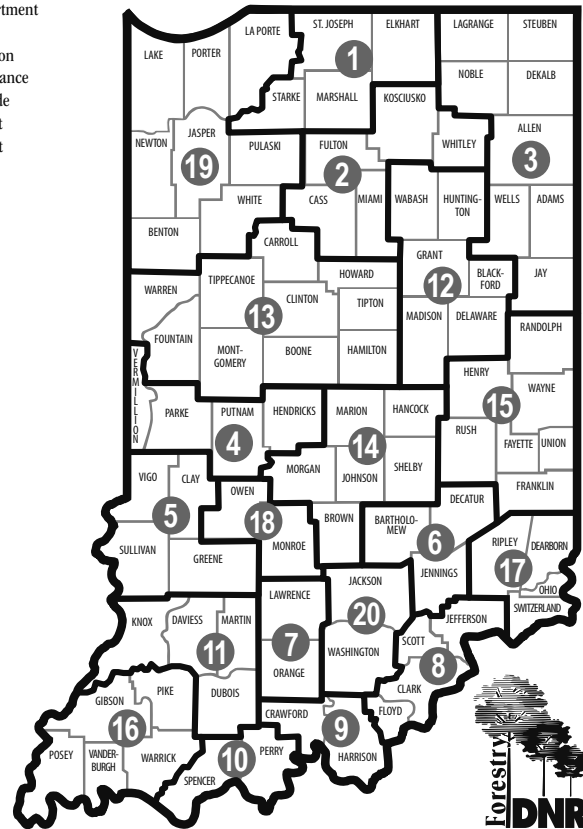 rtment
on
ance
le
t
t
LA PORTE
ST. JOSEPH
ELKHART
LAGRANGE
STEUBEN
LAKE
PORTER
1
NOBLE
DEKALB
STARKE
MARSHALL
KOSCIUSKO
ALLEN
NEWTON
JASPER
PULASKI
FULTON
WHITLEY
3
19
2
WHITE
CASS
MIAMI
WABASH
HUNTING-
TON
WELLS
ADAMS
BENTON
CARROLL
GRANT
WARREN
TIPPECANOE
HOWARD
12
BLACK-
FORD
JAY
CLINTON
TIPTON
13
MADISON
DELAWARE
FOUNTAIN
RANDOLPH
VERMILLION
MONT-
GOMERY
BOONE
HAMILTON
HENRY
WAYNE
PARKE
PUTNAM
HENDRICKS
MARION
HANCOCK
15
4
14
RUSH
FAYETTE
UNION
MORGAN
JOHNSON
SHELBY
VIGO
CLAY
FRANKLIN
OWEN
DECATUR
5
18
BROWN
BARTHOLO-
MEW
6
RIPLEY
DEARBORN
SULLIVAN
GREENE
MONROE
JENNINGS
17
OHIO
JACKSON
LAWRENCE
SWITZERLAND
KNOX
DAVIESS
MARTIN
20
JEFFERSON
7
SCOTT
11
WASHINGTON
8
ORANGE
PIKE
DUBOIS
CLARK
GIBSON
CRAWFORD
FLOYD
16
9
POSEY
VANDER-
BURGH
WARRICK
10
PERRY
HARRISON
SPENCER
Forestry
DNR